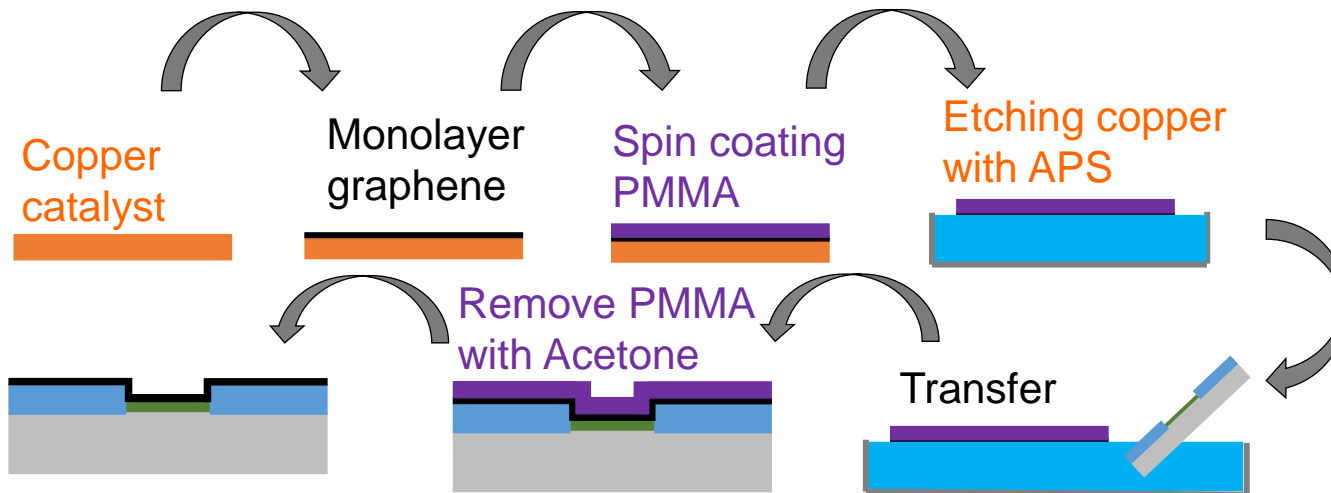 Copper
catalyst
Monolayer
graphene
Spin coating
PMMA
Etching copper
with APS
Transfer
Remove PMMA
with Acetone